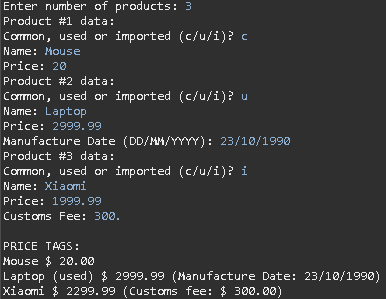 Enter number of products: 3
Product #1 data:
Common, used or imported (c/u/i)? c
Name: Mouse
Price: 20
Product #2 data:
Common, used or imported (c/u/i)? u
Name: Laptop
Price: 2999.99
Manufacture Date (DD/MM/YYYY): 23/10/1990
Product #3 data:
Common, used or imported (c/u/i)? i
Name: Xiaomi
Price: 1999.99
Customs Fee: 300.
PRICE TAGS:
Mouse $ 20.00
Laptop (used) $ 2999.99 (Manufacture Date: 23/10/1990)
Xiaomi $ 2299.99 (Customs fee: $ 300.00)